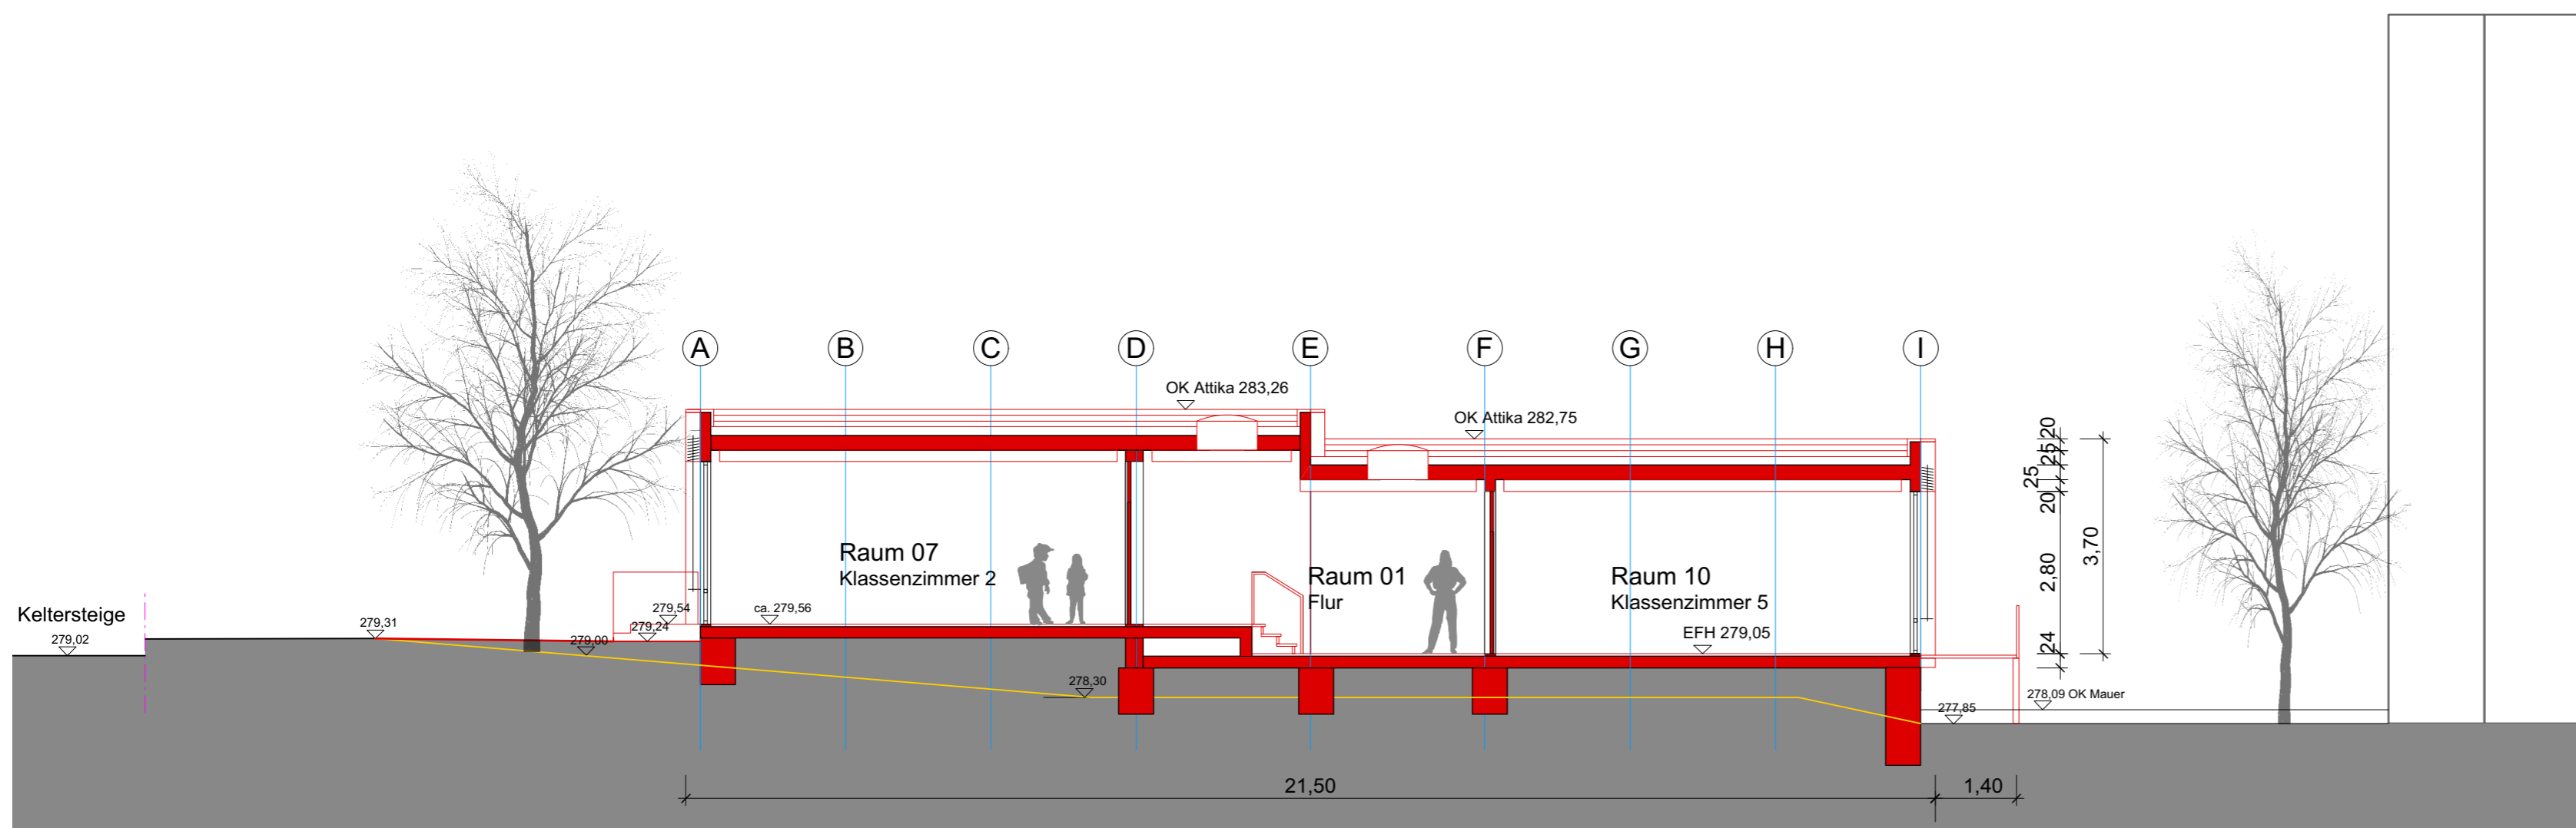 A B C D E F G H I
OK Attika 283,26
OK Attika 282,75
20
25
25
20
2,80
24
3,70
Raum 07
Klassenzimmer 2
Raum 01
Flur
Raum 10
Klassenzimmer 5
EFH 279,05
Keltersteige
279,02
279,31
279,00
279,24
279,54
ca. 279,56
278,30
277,85
278,09 OK Mauer
21,50
1,40